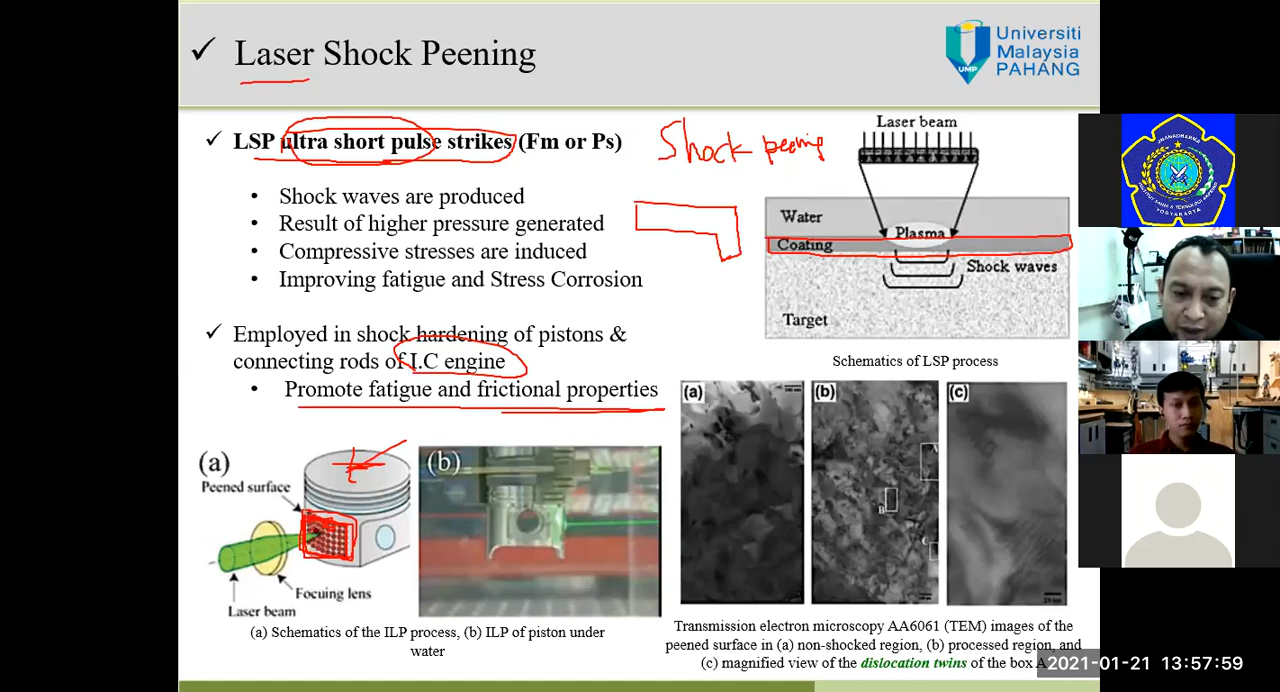 ✓ Laser Shock Peening
Universiti
Malaysia
PAHANG
UMP
✓ LSP ultra short pulse strikes (Fm or Ps)
Shock peening
• Shock waves are produced
• Result of higher pressure generated
• Compressive stresses are induced
• Improving fatigue and Stress Corrosion
✓ Employed in shock hardening of pistons &
connecting rods of I.C engine
• Promote fatigue and frictional properties
Laser beam
Water
Plasma
Coating
Shock waves
Target
Schematics of LSP process
(a)
Peened surface
Focuing lens
Laser beam
(b)
(a) Schematics of the ILP process, (b) ILP of piston under
water
(a)
(b)
(c)
A
B
C
Transmission electron microscopy AA6061 (TEM) images of the
peened surface in (a) non-shocked region, (b) processed region, and
(c) magnified view of the dislocation twins of the box A
YOGYAKARTA
2021-01-21 13:57:59